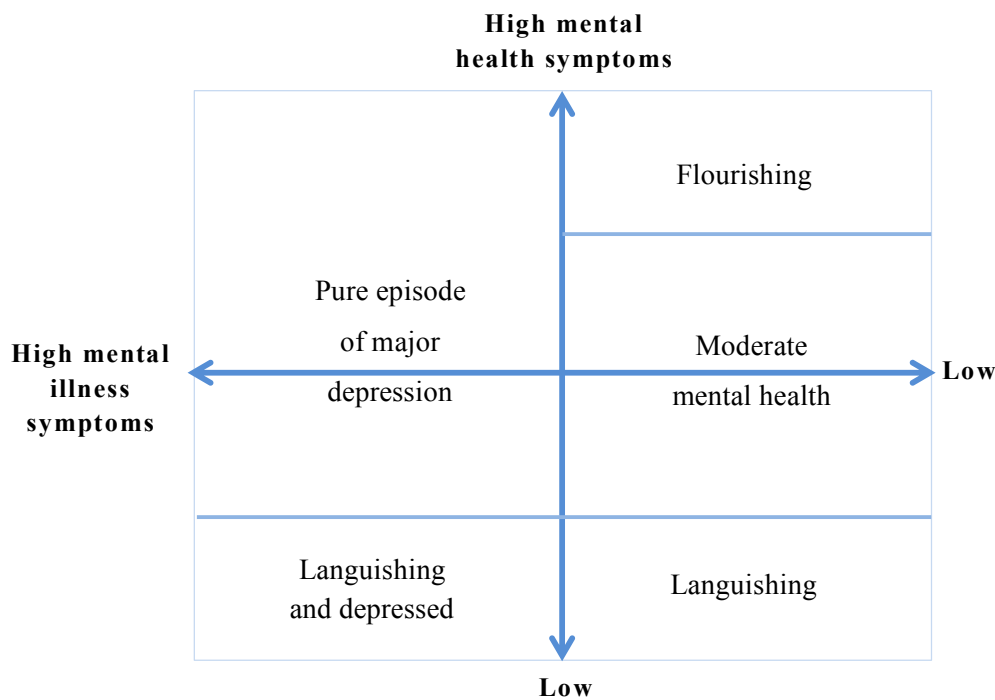 High mental
health symptoms
Flourishing
Pure episode
of major
depression
High mental
illness
symptoms
Moderate
mental health
Low
Languishing
and depressed
Languishing
Low